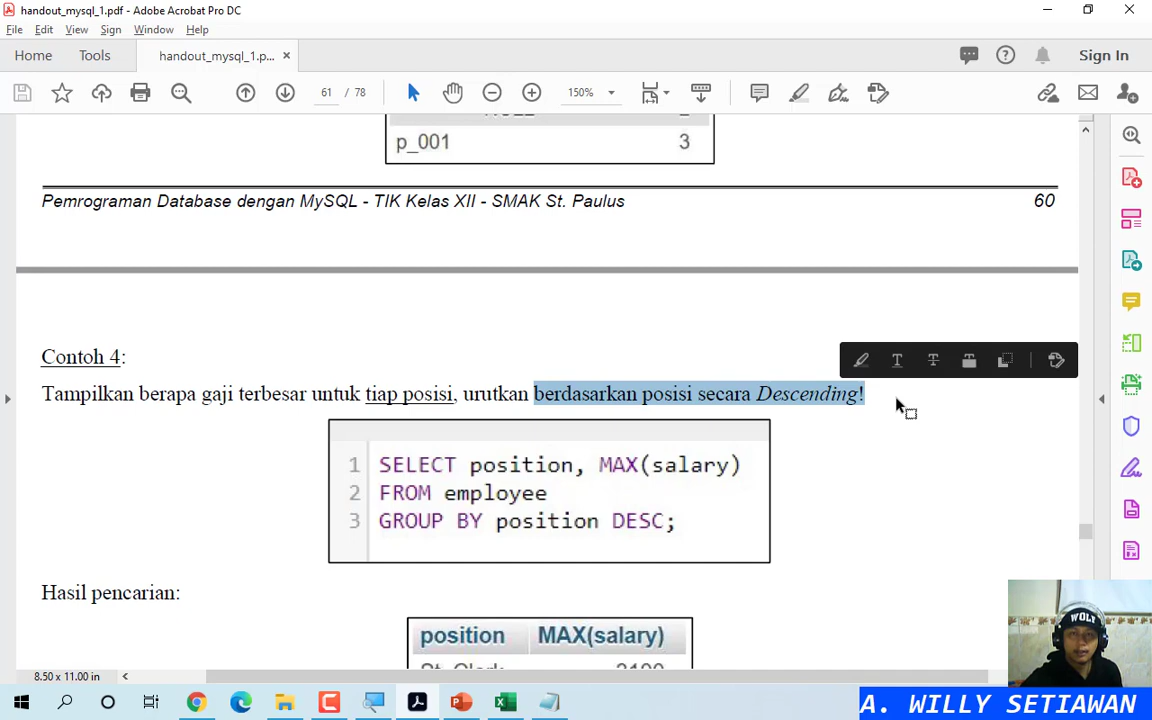 handout_mysql_1.pdf - Adobe Acrobat Pro DC
File Edit View Sign Window Help
Home Tools handout_mysql_1.p... × Sign In
61 / 78 150%
p_001 3
Pemrograman Database dengan MySQL - TIK Kelas XII - SMAK St. Paulus 60
Contoh 4:
Tampilkan berapa gaji terbesar untuk tiap posisi, urutkan berdasarkan posisi secara Descending!
1 SELECT position, MAX(salary)
2 FROM employee
3 GROUP BY position DESC;
Hasil pencarian:
position MAX(salary)
8.50 x 11.00 in
WOLF
A. WILLY SETIAWAN